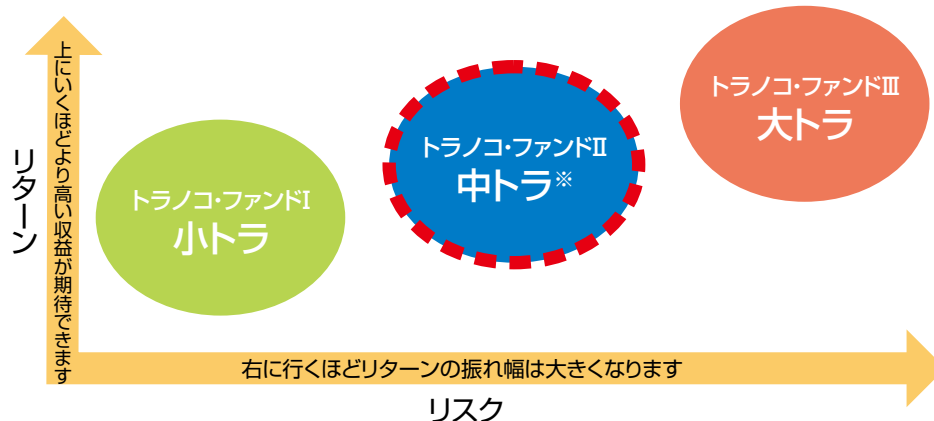 トラノコ・ファンドⅢ
大トラ
トラノコ・ファンドⅡ
中トラ※
トラノコ・ファンドⅠ
小トラ
リターン
上にいくほどより高い収益が期待できます
右に行くほどリターンの振れ幅は大きくなります
リスク